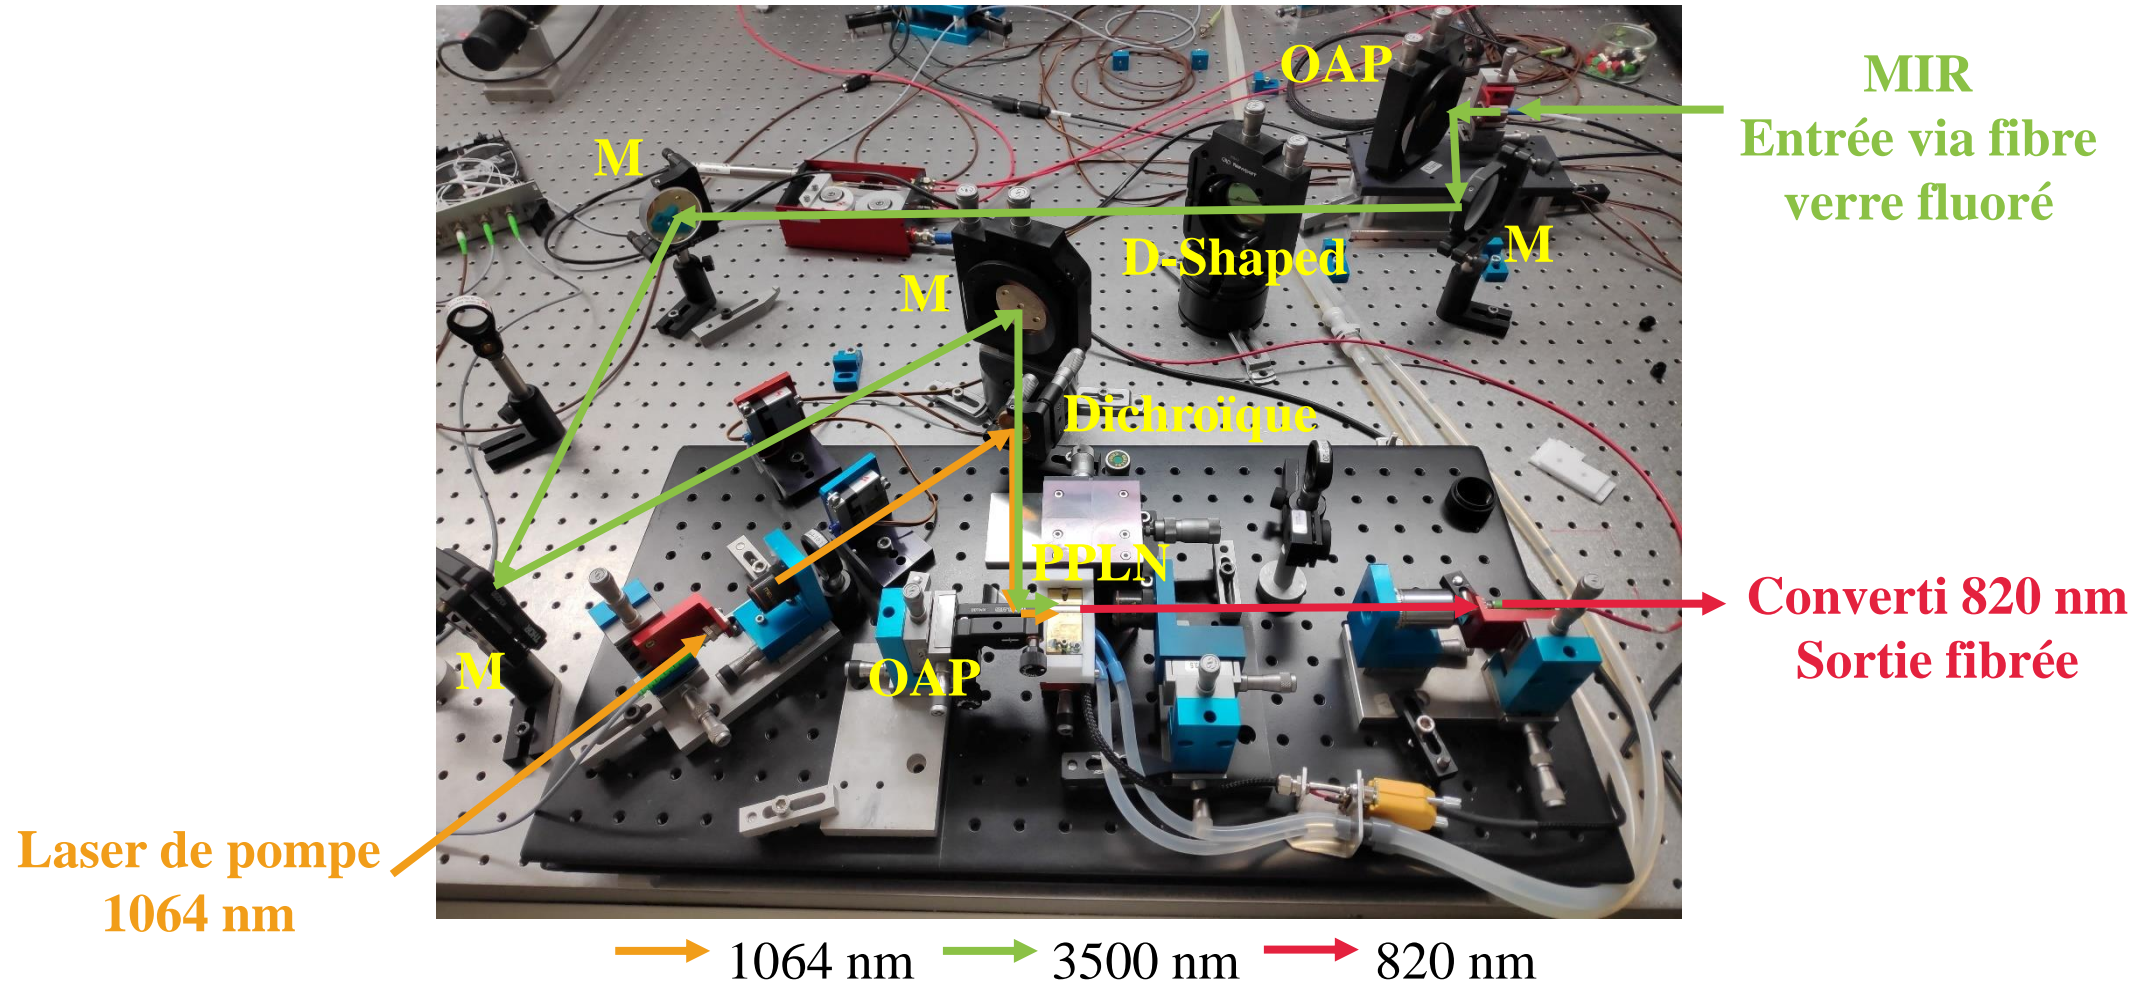 OAP
MIR
Entrée via fibre
verre fluoré
M
M
D-Shaped
M
Dichroïque
PPLN
Converti 820 nm
Sortie fibrée
M
OAP
Laser de pompe
1064 nm
1064 nm 3500 nm 820 nm